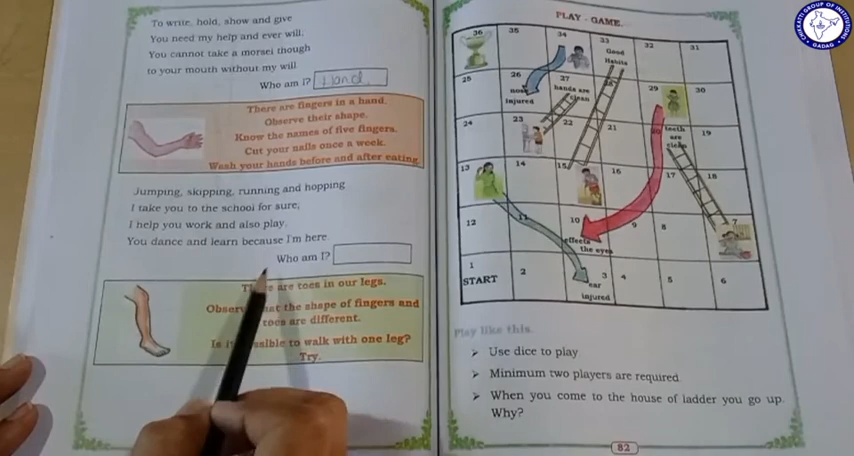 To write, hold, show and give
You need my help and ever will.
You cannot take a morsel though
to your mouth without my will
Who am I? Hand.
There are fingers in a hand.
Observe their shape.
Know the names of five fingers.
Cut your nails once a week.
Wash your hands before and after eating.
Jumping, skipping, running and hopping
I take you to the school for sure,
I help you work and also play.
You dance and learn because I'm here.
Who am I?
are toes in our legs.
the shape of fingers and
toes are different.
Is it to walk with one leg?
Try.
PLAY - GAME.
36 35 34 33 32 31
Good
Habits
25 26 27 28 29 30
nose
injured
hands are
clean
24 23 22 21 20 19
teeth
are
clean
13 14 15 16 17 18
12 11 10 9 8 7
effects
the eyes
1 2 3 4 5 6
START
ear
injured
Play like this.
➤ Use dice to play
➤ Minimum two players are required.
➤ When you come to the house of ladder you go up.
Why?
82
CHIKKATTI GROUP OF INSTITUTIONS
GADAG